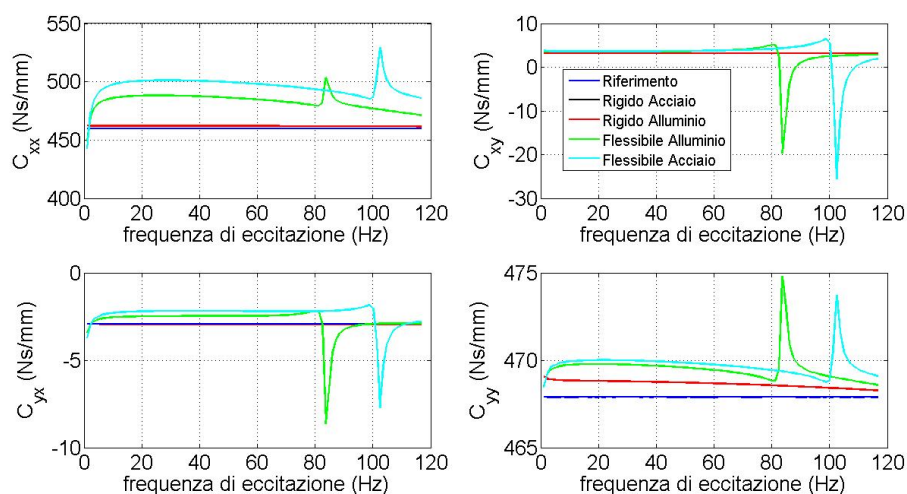 550
500
450
400
C_xx (Ns/mm)
0 20 40 60 80 100 120
frequenza di eccitazione (Hz)
10
0
-10
-20
-30
C_xy (Ns/mm)
Riferimento
Rigido Acciaio
Rigido Alluminio
Flessibile Alluminio
Flessibile Acciaio
0 20 40 60 80 100 120
frequenza di eccitazione (Hz)
0
-5
-10
C_yx (Ns/mm)
0 20 40 60 80 100 120
frequenza di eccitazione (Hz)
475
470
465
C_yy (Ns/mm)
0 20 40 60 80 100 120
frequenza di eccitazione (Hz)